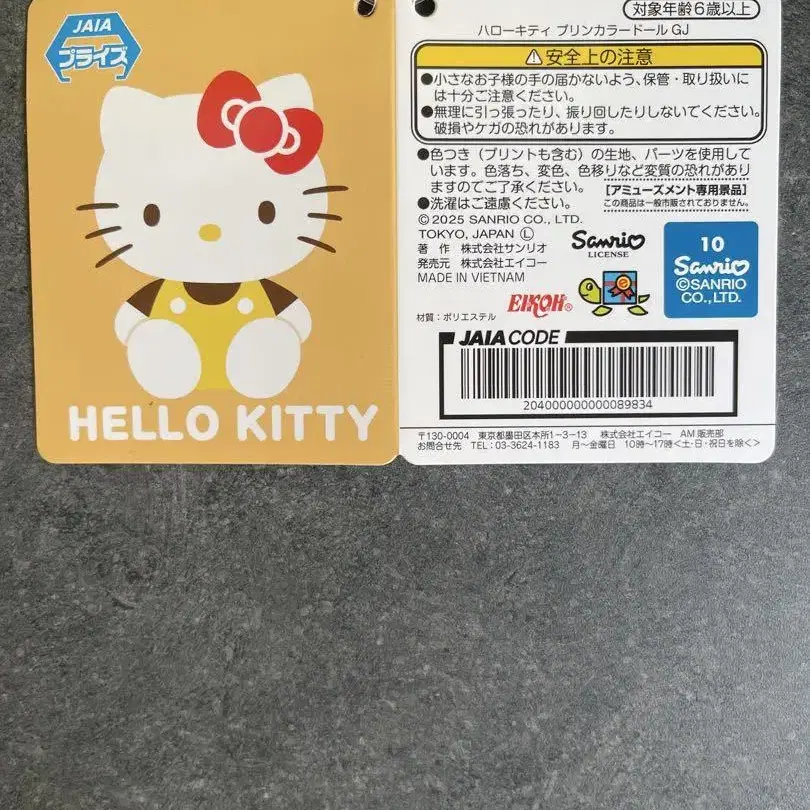 JAIA
プライズ
HELLO KITTY
対象年齢6歳以上
ハローキティ プリンカラードール GJ
⚠安全上の注意
●小さなお子様の手の届かないよう、保管・取り扱いに
は十分ご注意ください。
●無理に引っ張ったり、振り回したりしないでください。
破損やケガの恐れがあります。
●色つき（プリントも含む）の生地、パーツを使用して
います。色落ち、変色、色移りなど変質の恐れがあり
ますのでご了承ください。
【アミューズメント専用景品】
●洗濯はご遠慮ください。
この商品は一般市販されておりません。
© 2025 SANRIO CO., LTD.
TOKYO, JAPAN Ⓛ
著 作 株式会社サンリオ
発売元 株式会社エイコー
MADE IN VIETNAM
Sanrio
LICENSE
10
Sanrio
©SANRIO
CO.,LTD.
EIKOH®
材質：ポリエステル
JAIA CODE
204000000000089834
〒130-0004 東京都墨田区本所1-3-13 株式会社エイコー AM 販売部
お問合せ先 TEL：03-3624-1183 月～金曜日 10時～17時＜土・日・祝日を除く＞